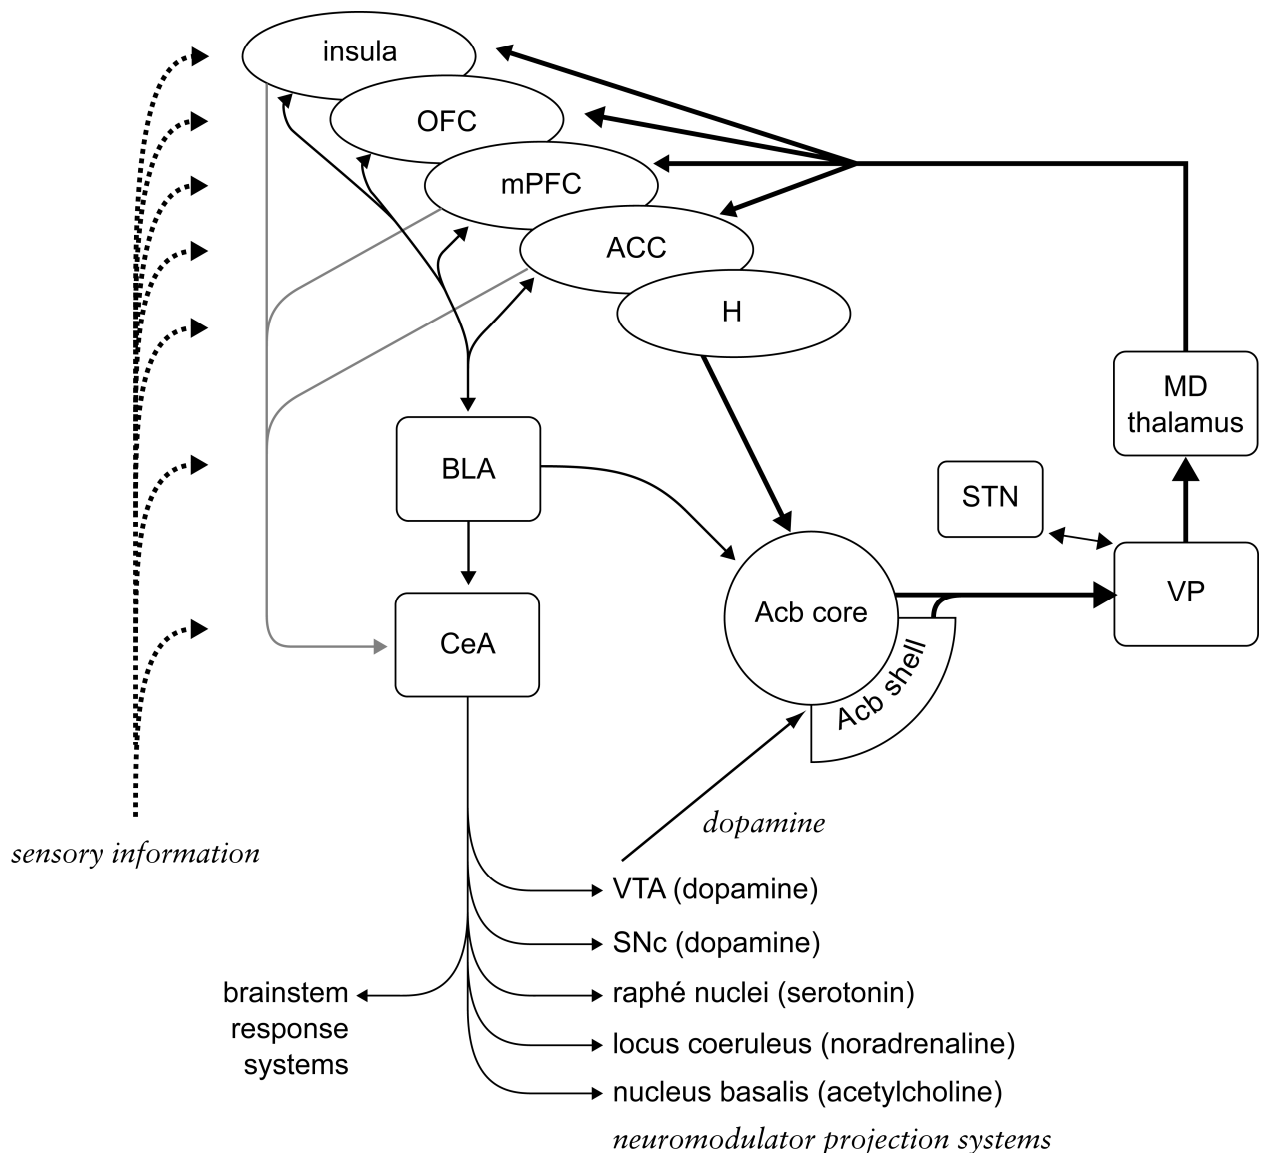 insula
OFC
mPFC
ACC
H
MD
thalamus
BLA
STN
VP
Acb core
CeA
Acb shell
dopamine
sensory information
VTA (dopamine)
SNc (dopamine)
brainstem
response
systems
raphé nuclei (serotonin)
locus coeruleus (noradrenaline)
nucleus basalis (acetylcholine)
neuromodulator projection systems